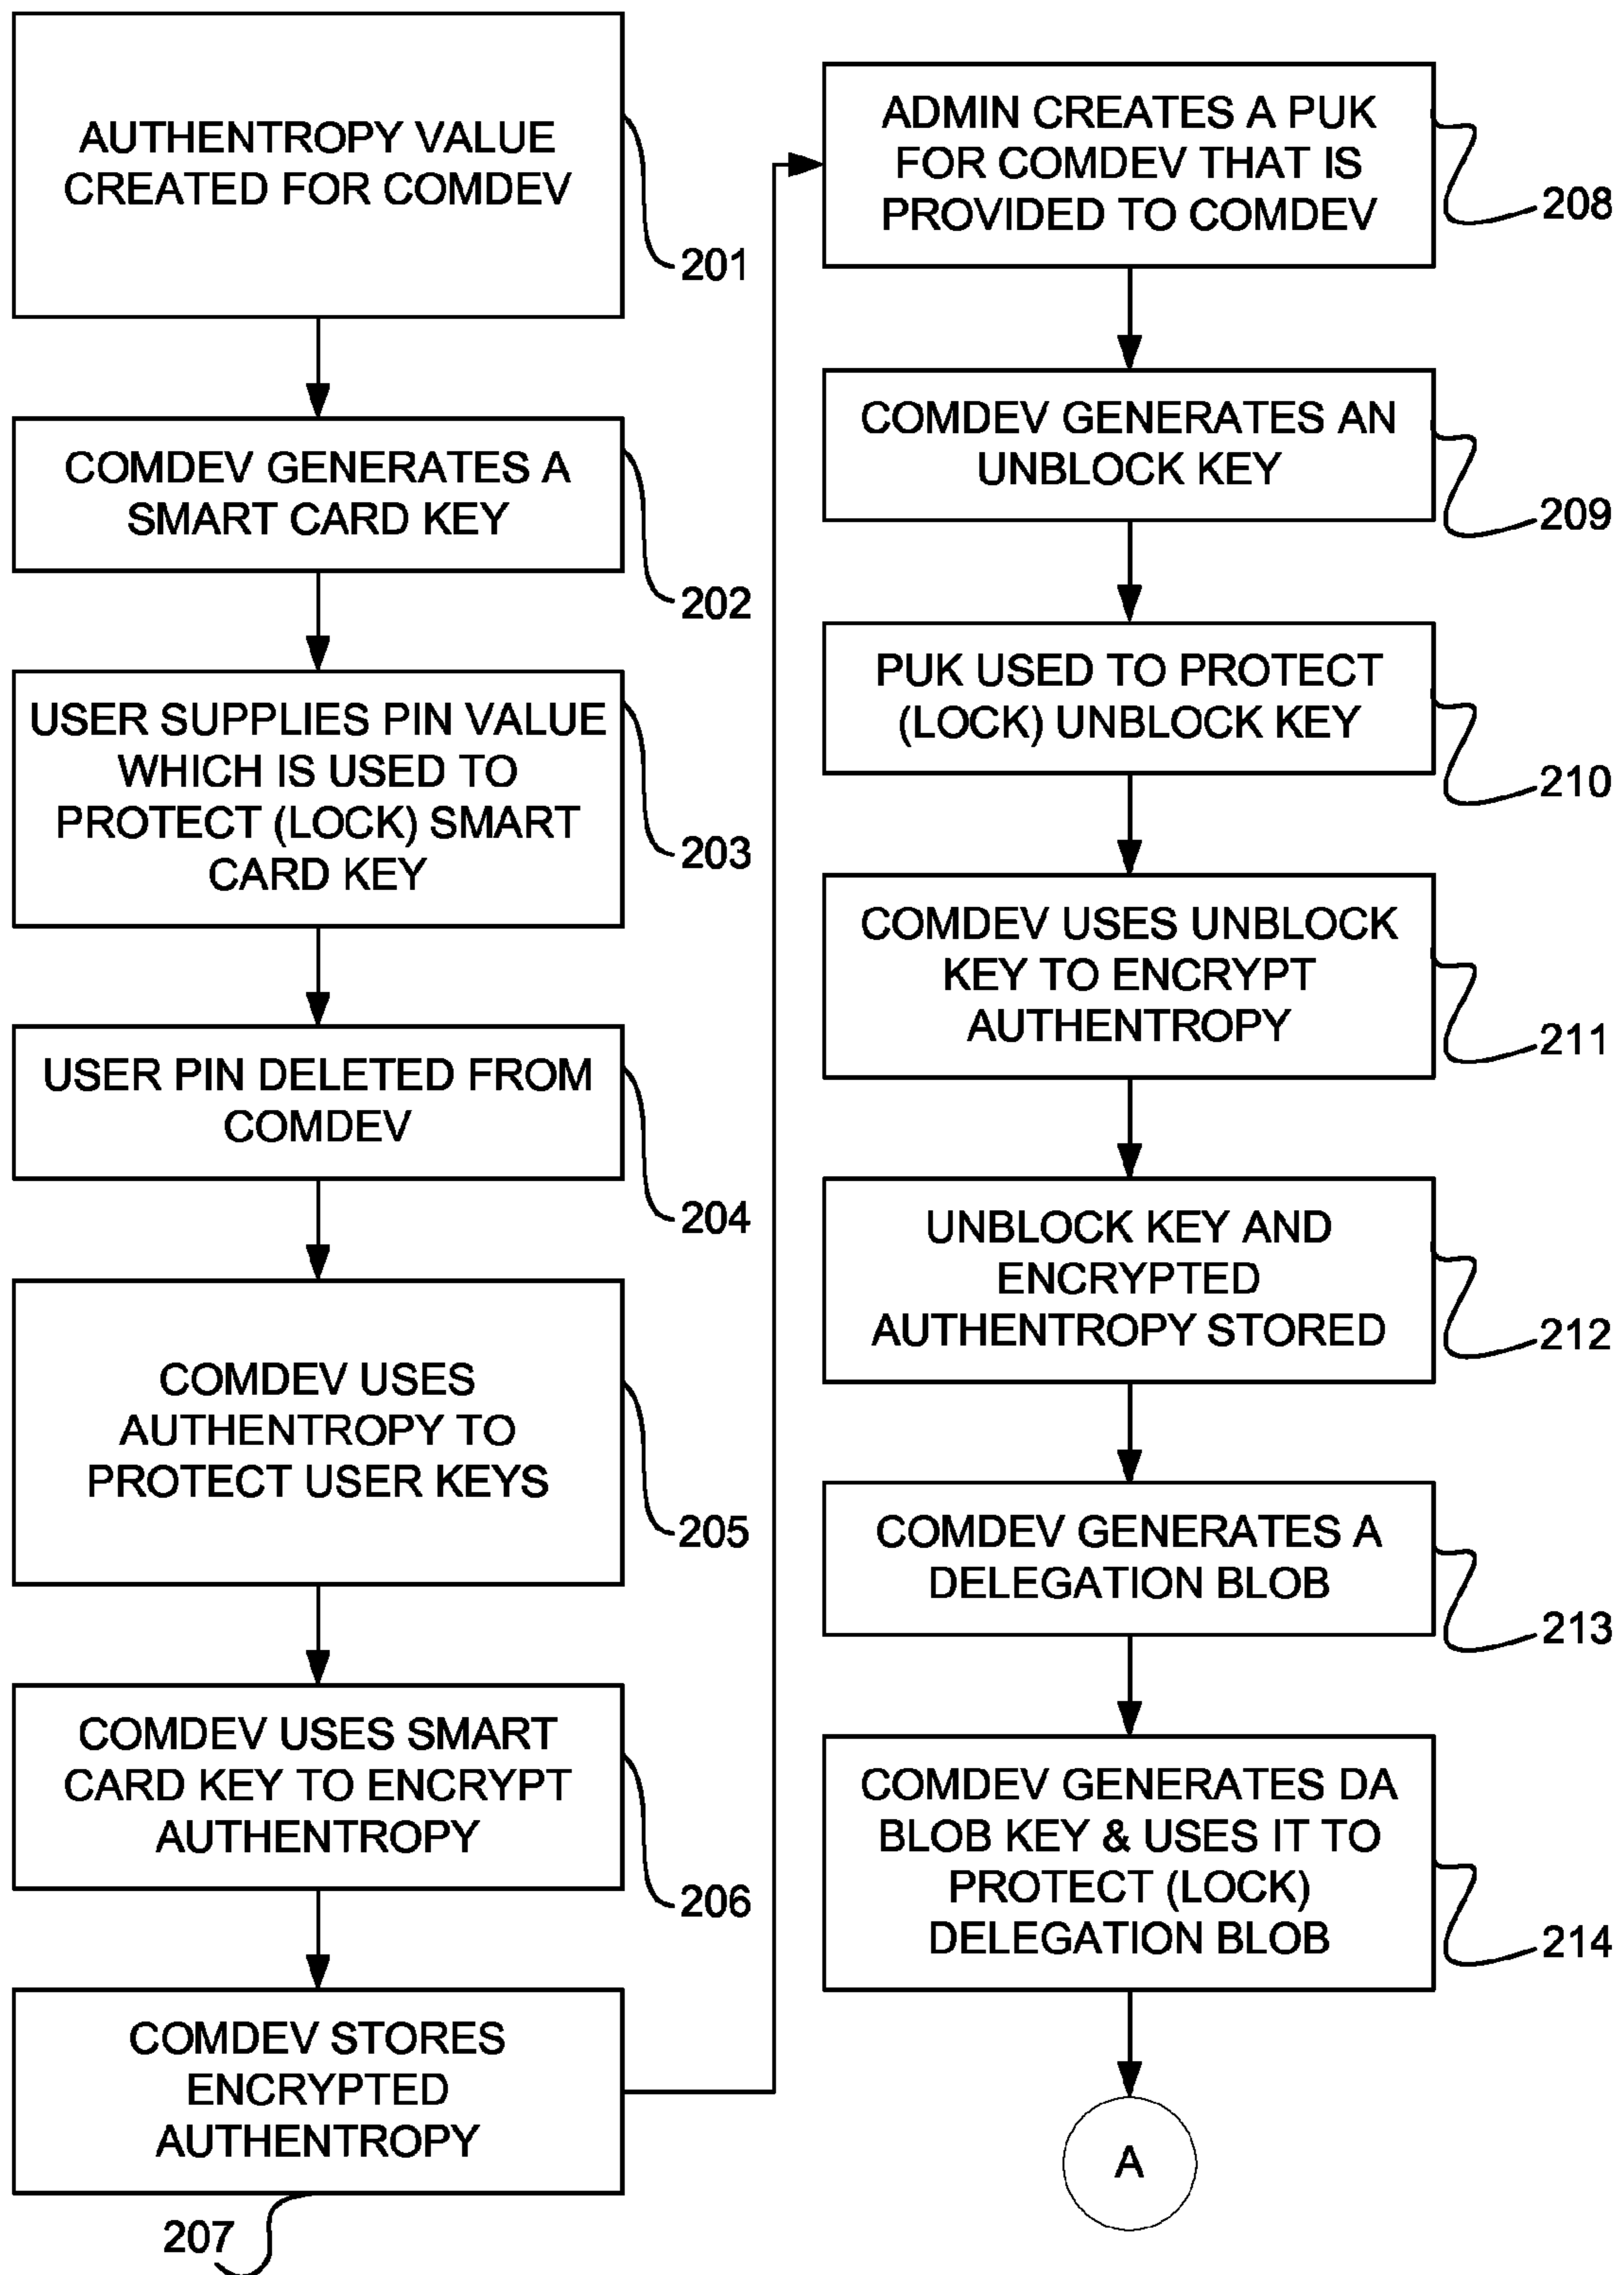 AUTHENTROPY VALUE
CREATED FOR COMDEV
201
COMDEV GENERATES A
SMART CARD KEY
202
USER SUPPLIES PIN VALUE
WHICH IS USED TO
PROTECT (LOCK) SMART
CARD KEY
203
USER PIN DELETED FROM
COMDEV
204
COMDEV USES
AUTHENTROPY TO
PROTECT USER KEYS
205
COMDEV USES SMART
CARD KEY TO ENCRYPT
AUTHENTROPY
206
COMDEV STORES
ENCRYPTED
AUTHENTROPY
207
ADMIN CREATES A PUK
FOR COMDEV THAT IS
PROVIDED TO COMDEV
208
COMDEV GENERATES AN
UNBLOCK KEY
209
PUK USED TO PROTECT
(LOCK) UNBLOCK KEY
210
COMDEV USES UNBLOCK
KEY TO ENCRYPT
AUTHENTROPY
211
UNBLOCK KEY AND
ENCRYPTED
AUTHENTROPY STORED
212
COMDEV GENERATES A
DELEGATION BLOB
213
COMDEV GENERATES DA
BLOB KEY & USES IT TO
PROTECT (LOCK)
DELEGATION BLOB
214
A